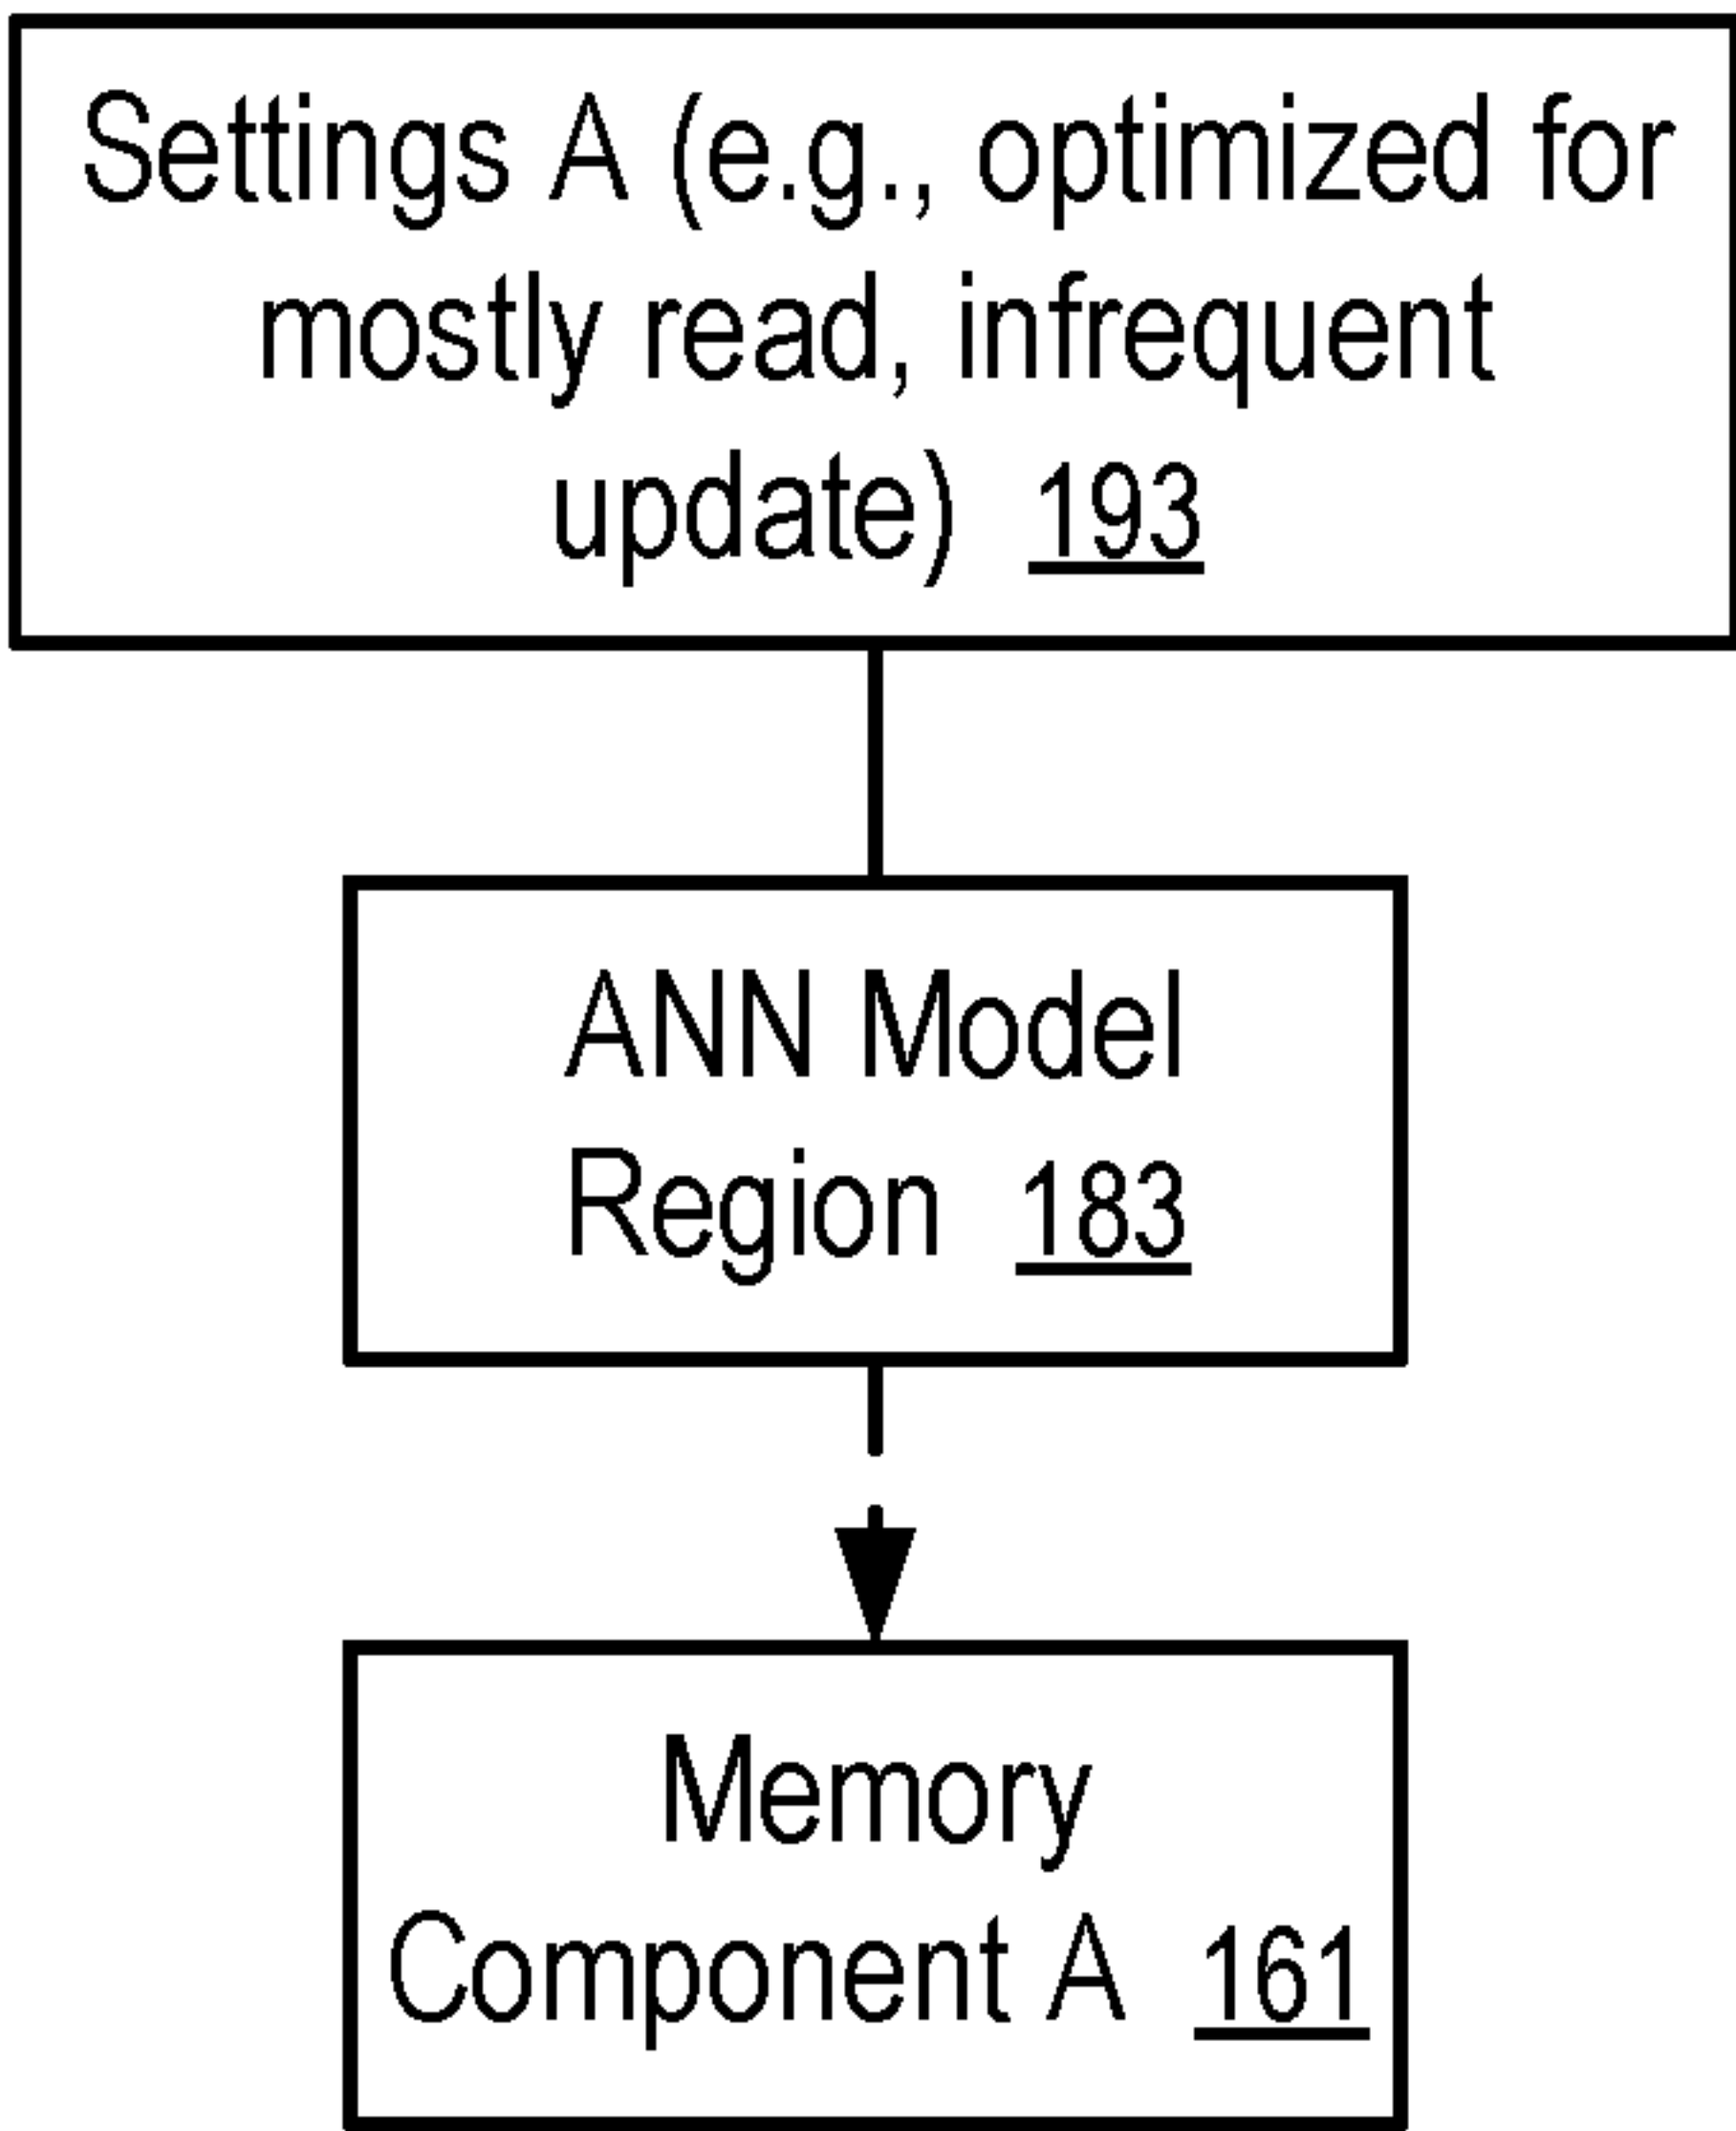 Settings A (e.g., optimized for
mostly read, infrequent
update) 193
ANN Model
Region 183
Memory
Component A 161